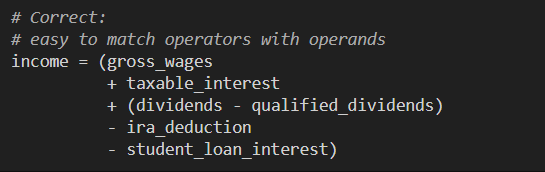 # Correct:
# easy to match operators with operands
income = (gross_wages
          + taxable_interest
          + (dividends - qualified_dividends)
          - ira_deduction
          - student_loan_interest)